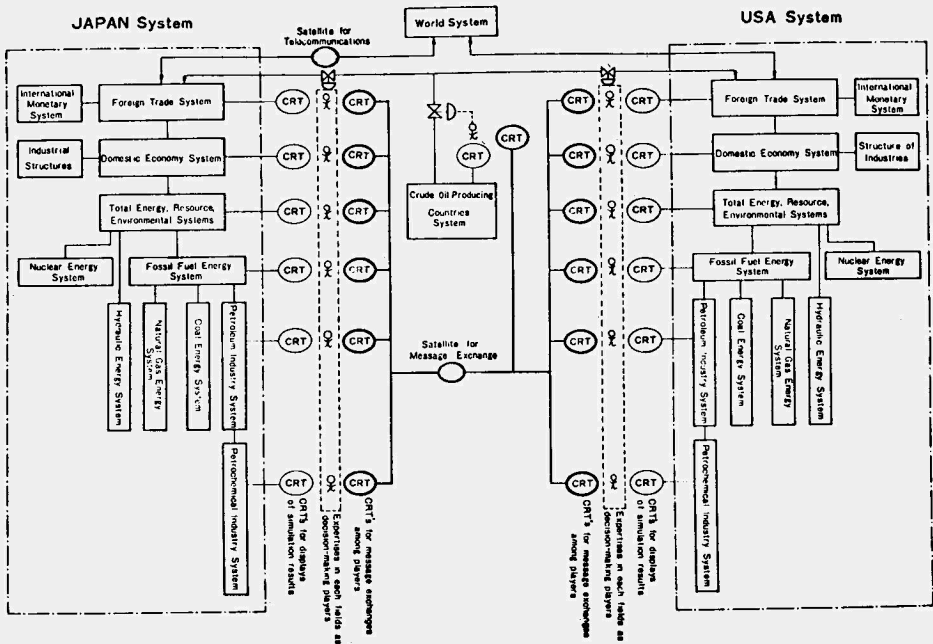 JAPAN System
World System
USA System
Satellite for
Telecommunications
International
Monetary
System
Foreign Trade System
CRT
CRT
CRT
CRT
Foreign Trade System
International
Monetary
System
Industrial
Structures
Domestic Economy System
CRT
CRT
CRT
CRT
CRT
CRT
Domestic Economy System
Structure of
Industries
Total Energy, Resource,
Environmental Systems
CRT
CRT
Crude Oil Producing
Countries
System
CRT
CRT
Total Energy, Resource,
Environmental Systems
Nuclear Energy
System
Fossil Fuel Energy
System
CRT
CRT
CRT
CRT
Fossil Fuel Energy
System
Nuclear Energy
System
Hydraulic Energy System
Natural Gas Energy
System
Coal Energy System
Petroleum Industry System
CRT
CRT
Satellite for
Message Exchange
CRT
CRT
Petroleum Industry System
Coal Energy System
Natural Gas Energy
System
Hydraulic Energy System
Petrochemical Industry System
CRT
CRT
CRT
CRT
Petrochemical Industry System
CRT's for displays
of simulation results
Expertises in each fields as
decision-making players
CRT's for message exchanges
among players
CRT's for message exchanges
among players
Expertises in each fields as
decision-making players
CRT's for displays
of simulation results